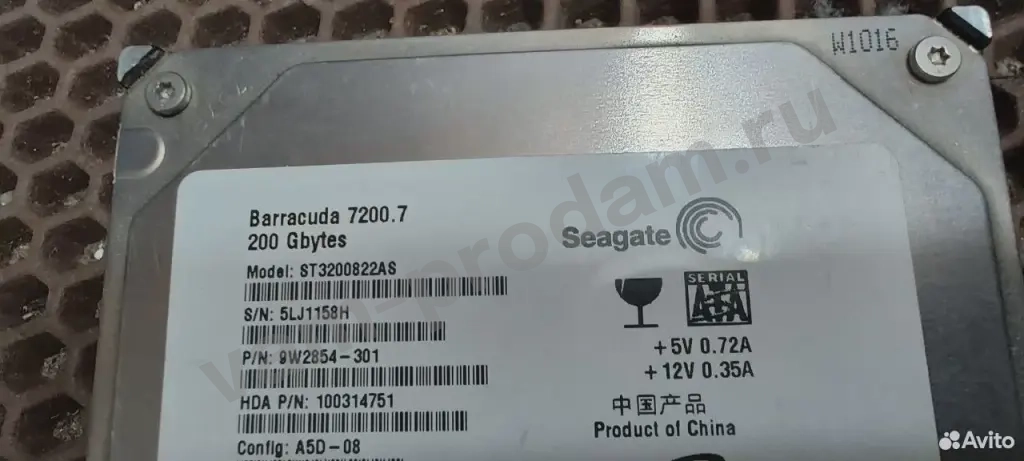 W1016
Barracuda 7200.7
200 Gbytes
Seagate
Model: ST3200822AS
SERIAL
ATA
S/N: 5LJ1158H
+5V 0.72A
P/N: 9W2854-301
+12V 0.35A
HDA P/N: 100314751
中国产品
Product of China
Config: A5D-08
Avito